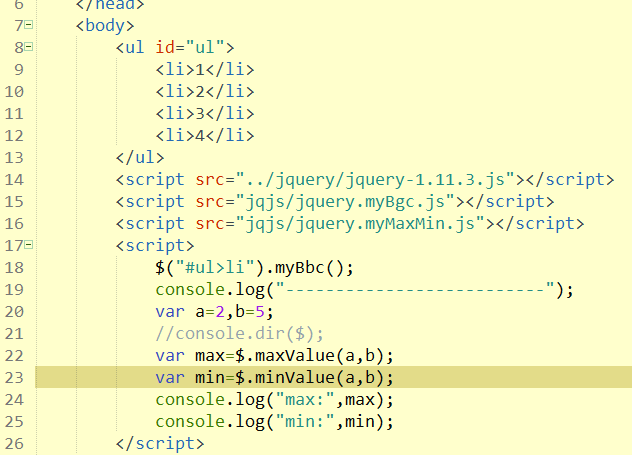 6 </head>
7 <body>
8 <ul id="ul">
9 <li>1</li>
10 <li>2</li>
11 <li>3</li>
12 <li>4</li>
13 </ul>
14 <script src="../jquery/jquery-1.11.3.js"></script>
15 <script src="jqjs/jquery.myBgc.js"></script>
16 <script src="jqjs/jquery.myMaxMin.js"></script>
17 <script>
18 $("#ul>li").myBbc();
19 console.log("--------------------------");
20 var a=2,b=5;
21 //console.dir($);
22 var max=$.maxValue(a,b);
23 var min=$.minValue(a,b);
24 console.log("max:",max);
25 console.log("min:",min);
26 </script>